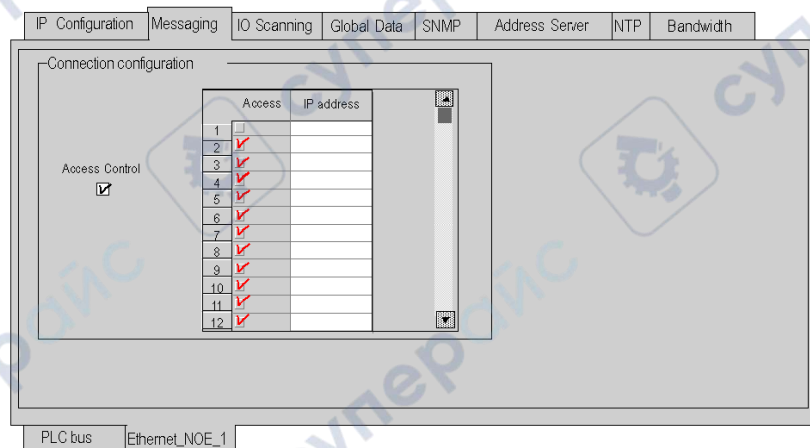 IP Configuration Messaging IO Scanning Global Data SNMP Address Server NTP Bandwidth
Connection configuration
Access IP address
1
2
3
Access Control
4
5
6
7
8
9
10
11
12
PLC bus Ethernet_NOE_1
суперайс